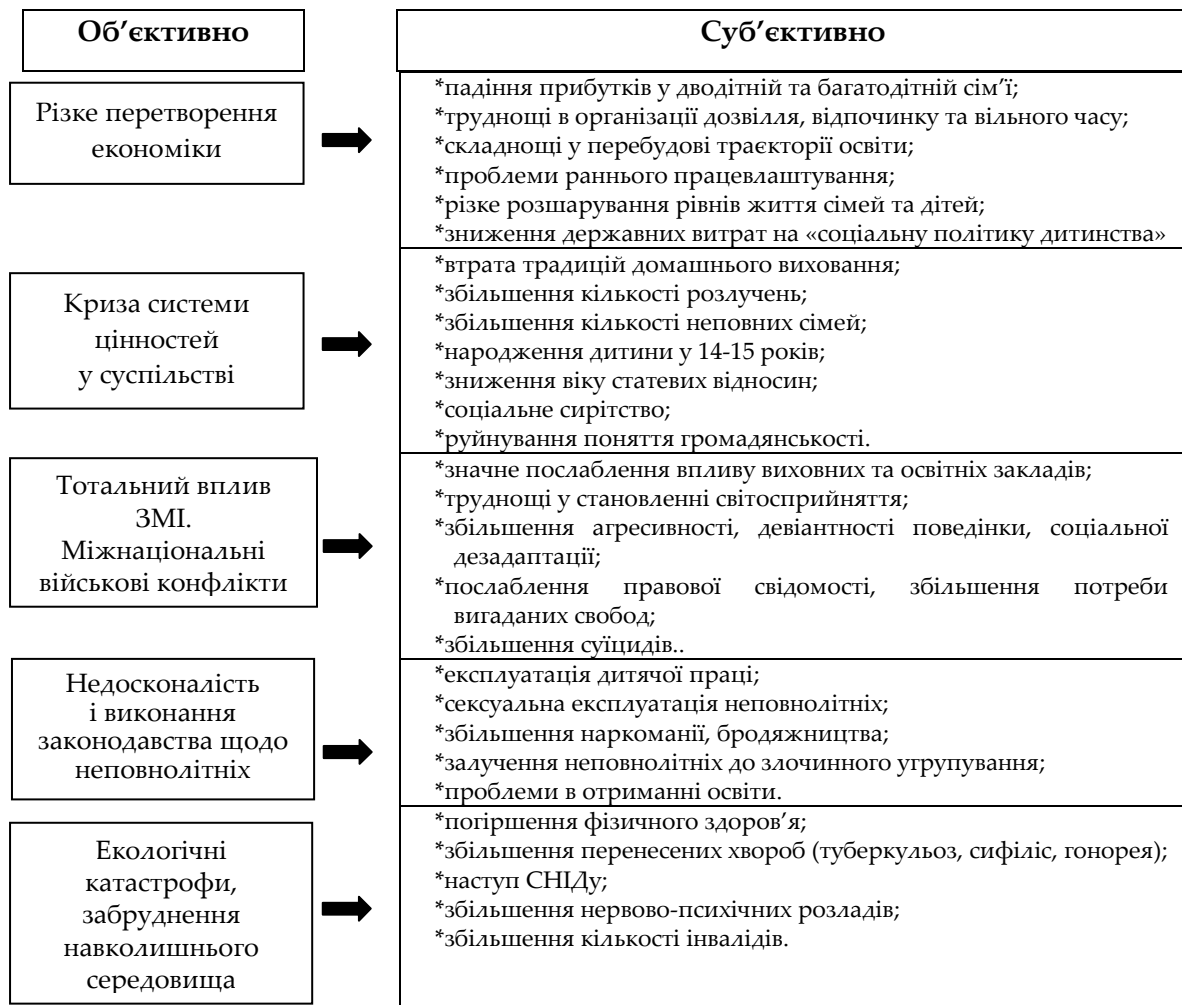 Об’єктивно
Суб’єктивно
Різке перетворення
економіки
*падіння прибутків у дводітній та багатодітній сім’ї;
*труднощі в організації дозвілля, відпочинку та вільного часу;
*складнощі у перебудові траєкторії освіти;
*проблеми раннього працевлаштування;
*різке розшарування рівнів життя сімей та дітей;
*зниження державних витрат на «соціальну політику дитинства»
Криза системи
цінностей
у суспільстві
*втрата традицій домашнього виховання;
*збільшення кількості розлучень;
*збільшення кількості неповних сімей;
*народження дитини у 14-15 років;
*зниження віку статевих відносин;
*соціальне сирітство;
*руйнування поняття громадянськості.
Тотальний вплив
ЗМІ.
Міжнаціональні
військові конфлікти
*значне послаблення впливу виховних та освітніх закладів;
*труднощі у становленні світосприйняття;
*збільшення агресивності, девіантності поведінки, соціальної
дезадаптації;
*послаблення правової свідомості, збільшення потреби
вигаданих свобод;
*збільшення суїцидів..
Недосконалість
і виконання
законодавства щодо
неповнолітніх
*експлуатація дитячої праці;
*сексуальна експлуатація неповнолітніх;
*збільшення наркоманії, бродяжництва;
*залучення неповнолітніх до злочинного угрупування;
*проблеми в отриманні освіти.
Екологічні
катастрофи,
забруднення
навколишнього
середовища
*погіршення фізичного здоров’я;
*збільшення перенесених хвороб (туберкульоз, сифіліс, гонорея);
*наступ СНІДу;
*збільшення нервово-психічних розладів;
*збільшення кількості інвалідів.